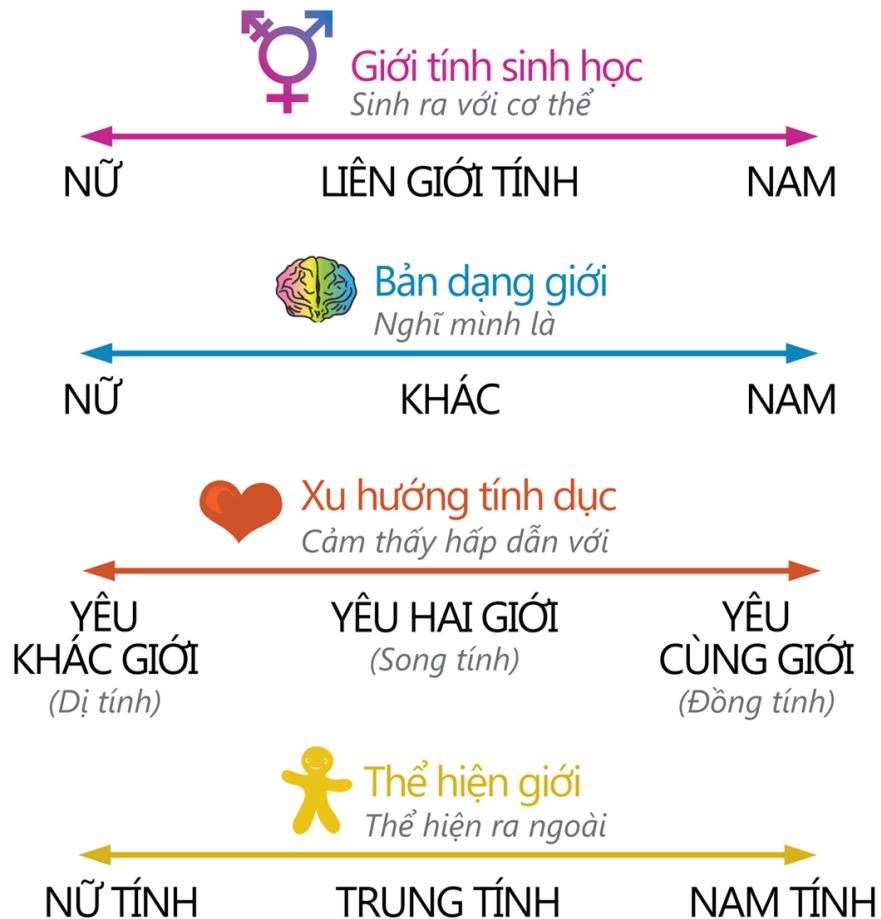 Giới tính sinh học
Sinh ra với cơ thể
NỮ LIÊN GIỚI TÍNH NAM
Bản dạng giới
Nghĩ mình là
NỮ KHÁC NAM
Xu hướng tính dục
Cảm thấy hấp dẫn với
YÊU YÊU HAI GIỚI YÊU
KHÁC GIỚI (Song tính) CÙNG GIỚI
(Dị tính) (Đồng tính)
Thể hiện giới
Thể hiện ra ngoài
NỮ TÍNH TRUNG TÍNH NAM TÍNH